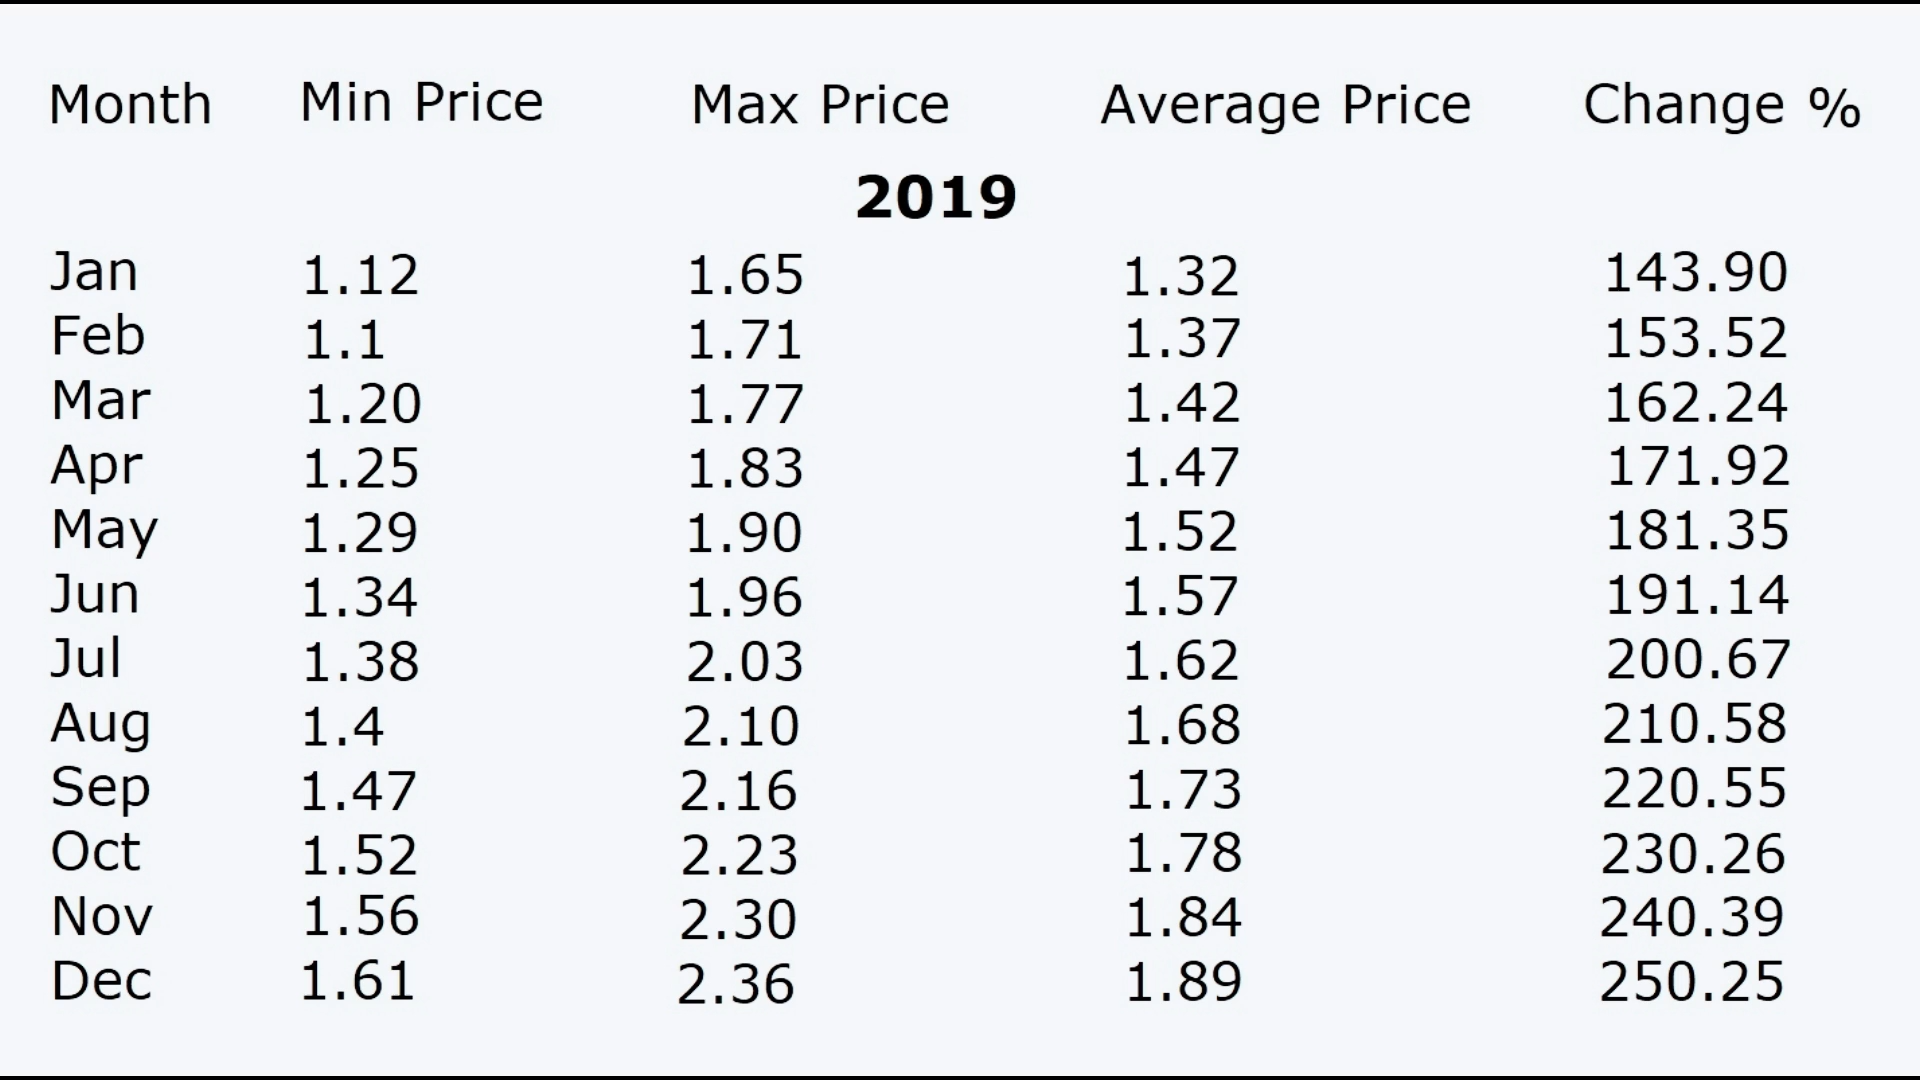 Month Min Price Max Price Average Price Change %
2019
Jan 1.12 1.65 1.32 143.90
Feb 1.1 1.71 1.37 153.52
Mar 1.20 1.77 1.42 162.24
Apr 1.25 1.83 1.47 171.92
May 1.29 1.90 1.52 181.35
Jun 1.34 1.96 1.57 191.14
Jul 1.38 2.03 1.62 200.67
Aug 1.4 2.10 1.68 210.58
Sep 1.47 2.16 1.73 220.55
Oct 1.52 2.23 1.78 230.26
Nov 1.56 2.30 1.84 240.39
Dec 1.61 2.36 1.89 250.25